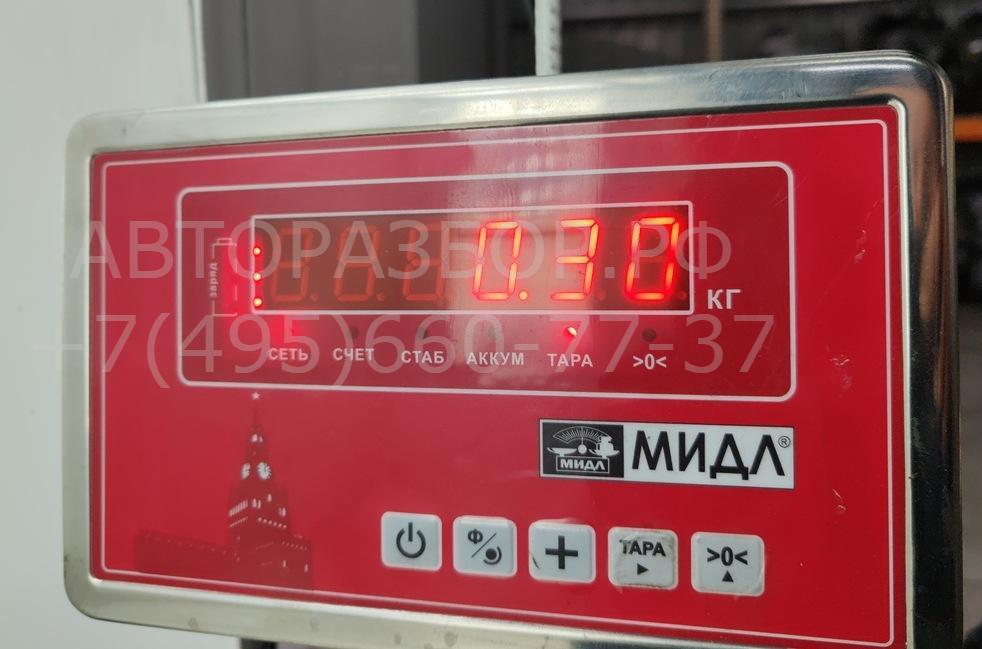 АВТОРАЗБОР.РФ
+7(495)660-77-37
заряд
0.30
КГ
СЕТЬ СЧЕТ СТАБ АККУМ ТАРА >0<
МИДЛ МИДЛ®
Ф/ + ТАРА >0<